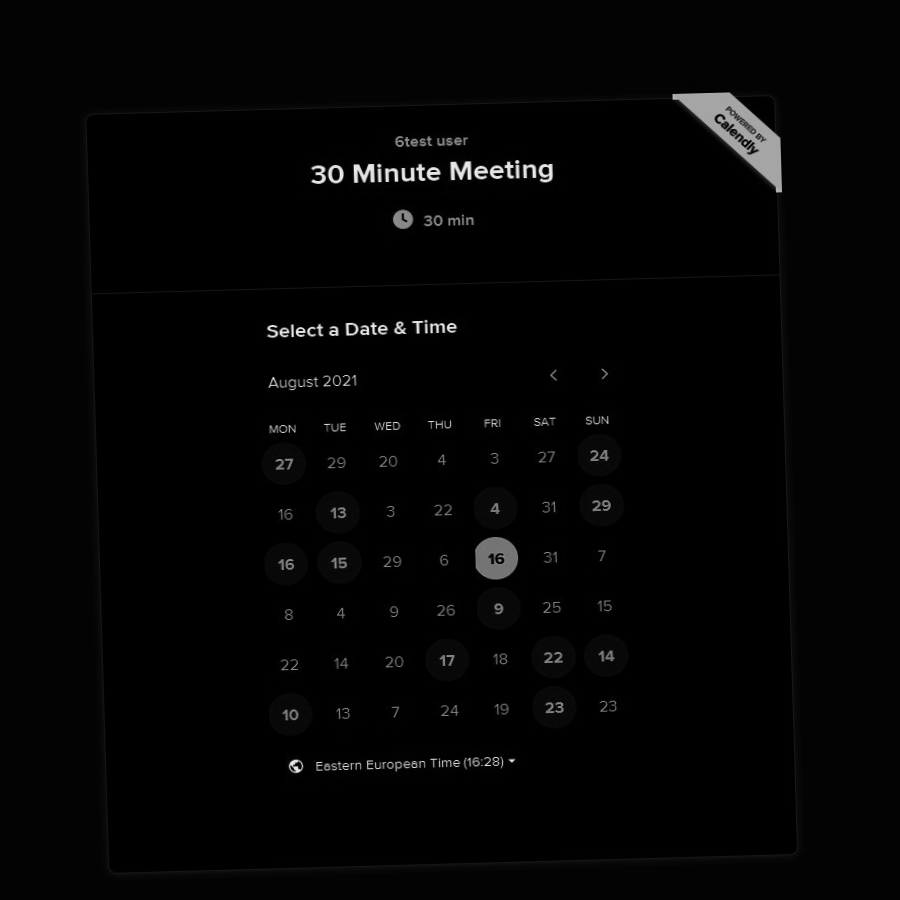 POWERED BY
Calendly
6test user
30 Minute Meeting
30 min
Select a Date & Time
August 2021
MON TUE WED THU FRI SAT SUN
27 29 20 4 3 27 24
16 13 3 22 4 31 29
16 15 29 6 16 31 7
8 4 9 26 9 25 15
22 14 20 17 18 22 14
10 13 7 24 19 23 23
Eastern European Time (16:28)